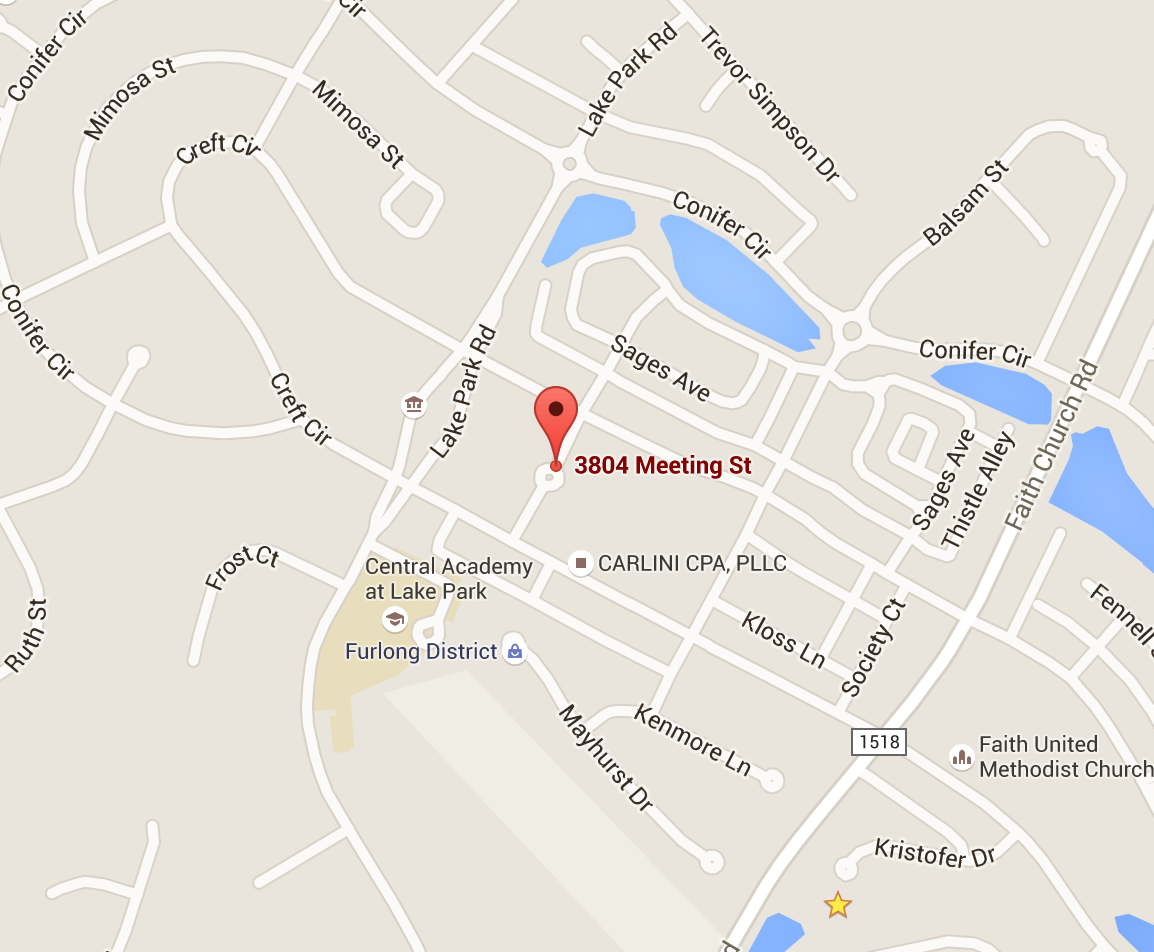 Cir
Conifer Cir
Lake Park Rd
Trevor Simpson Dr
Mimosa St
Mimosa St
Creft Cir
Balsam St
Conifer Cir
Conifer Cir
Conifer Cir
Lake Park Rd
Sages Ave
Creft Cir
Faith Church Rd
3804 Meeting St
Sages Ave
Thistle Alley
Frost Ct
Central Academy
at Lake Park
CARLINI CPA, PLLC
Fennell
Ruth St
Furlong District
Kloss Ln
Society Ct
Mayhurst Dr
Kenmore Ln
1518
Faith United
Methodist Church
Kristofer Dr